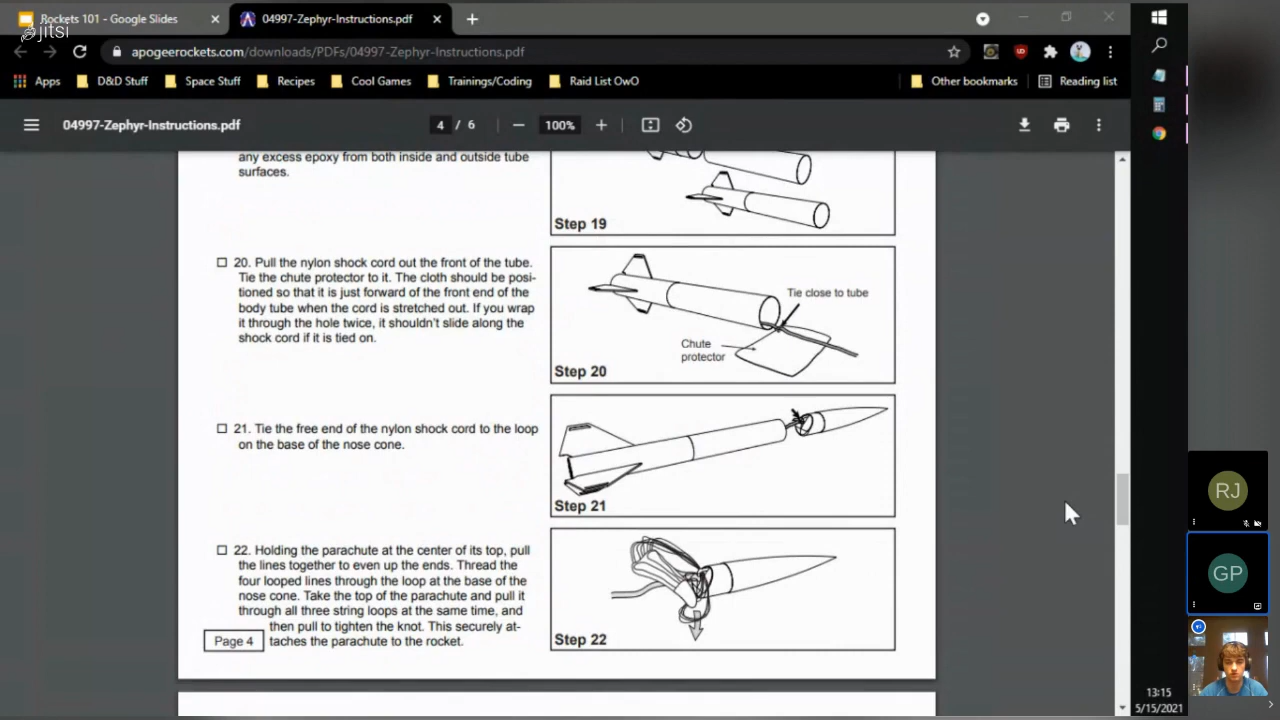 Rockets 101 - Google Slides
04997-Zephyr-Instructions.pdf
jitsi
apogeerockets.com/downloads/PDFs/04997-Zephyr-Instructions.pdf
Apps
D&D Stuff
Space Stuff
Recipes
Cool Games
Trainings/Coding
Raid List OwO
Other bookmarks
Reading list
04997-Zephyr-Instructions.pdf
4 / 6
100%
any excess epoxy from both inside and outside tube
surfaces.
Step 19
20. Pull the nylon shock cord out the front of the tube.
Tie the chute protector to it. The cloth should be posi-
tioned so that it is just forward of the front end of the
body tube when the cord is stretched out. If you wrap
it through the hole twice, it shouldn't slide along the
shock cord if it is tied on.
Tie close to tube
Chute
protector
Step 20
21. Tie the free end of the nylon shock cord to the loop
on the base of the nose cone.
Step 21
22. Holding the parachute at the center of its top, pull
the lines together to even up the ends. Thread the
four looped lines through the loop at the base of the
nose cone. Take the top of the parachute and pull it
through all three string loops at the same time, and
then pull to tighten the knot. This securely at-
taches the parachute to the rocket.
Page 4
Step 22
RJ
GP
13:15
5/15/2021